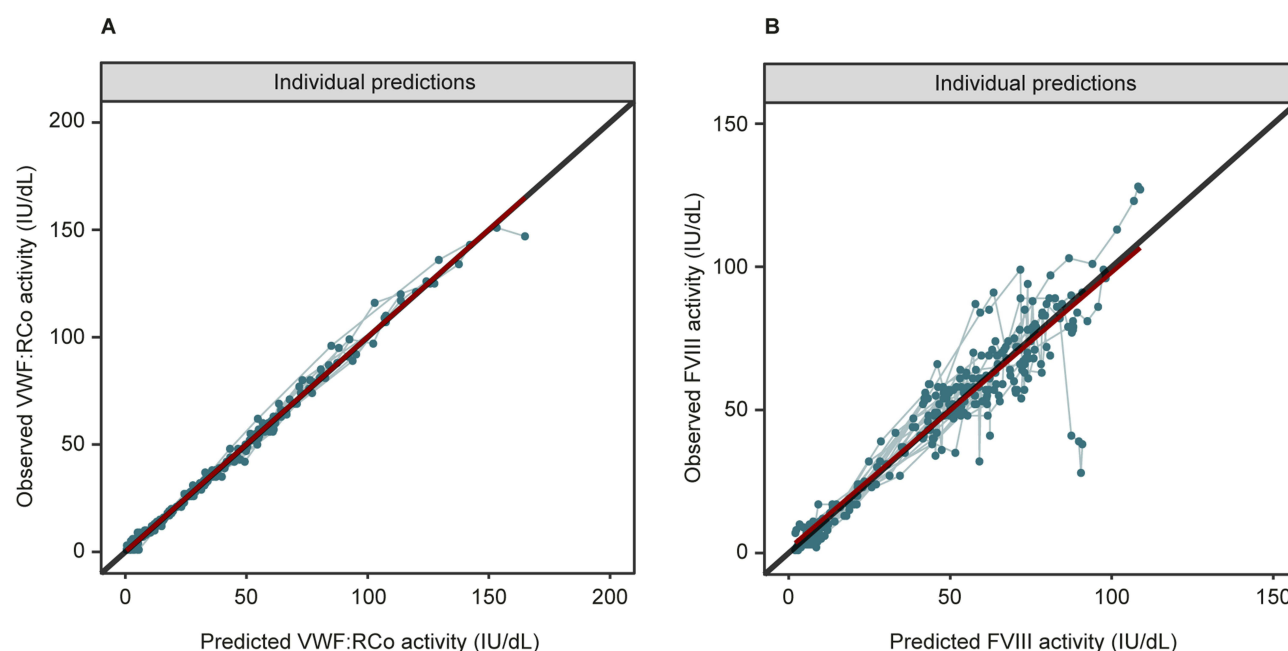 A
Individual predictions
Observed VWF:RCo activity (IU/dL)
200
150
100
50
0
0 50 100 150 200
Predicted VWF:RCo activity (IU/dL)
B
Individual predictions
Observed FVIII activity (IU/dL)
150
100
50
0
0 50 100 150
Predicted FVIII activity (IU/dL)